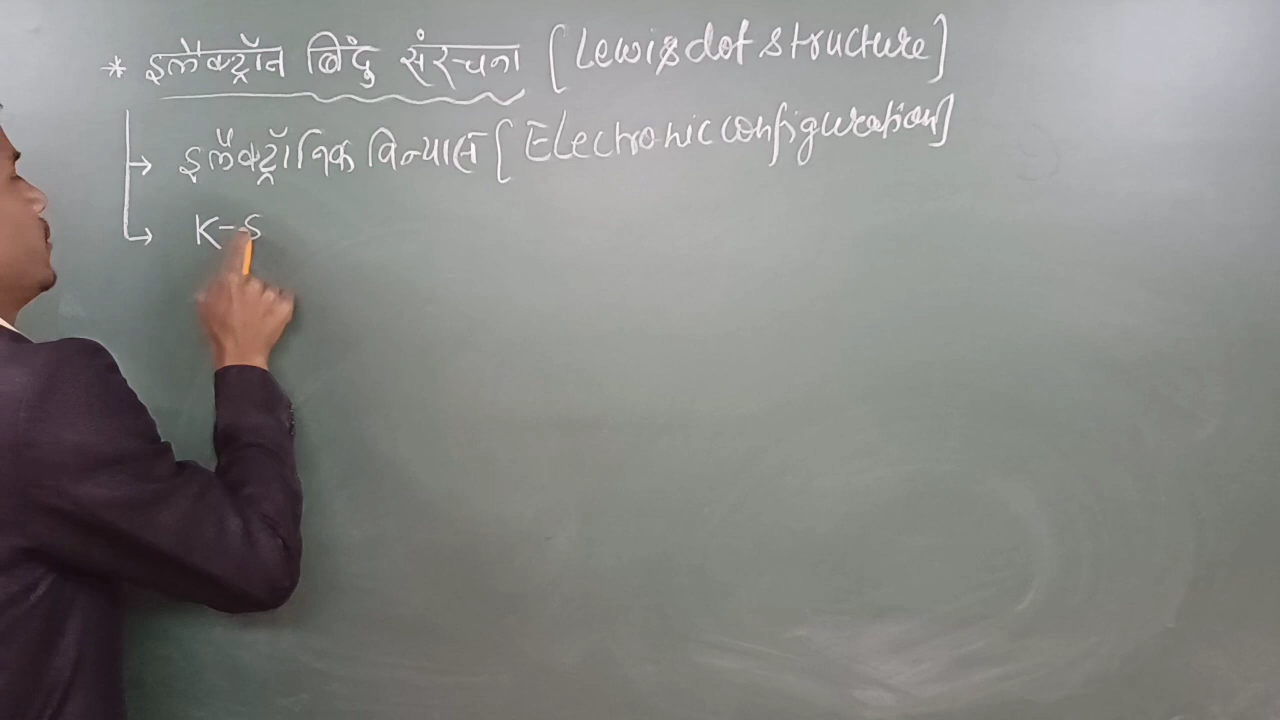 * इलैक्ट्रॉन बिंदु संरचना [Lewis dot structure]
→ इलैक्ट्रॉनिक विन्यास [Electronic configuration]
→ K-S